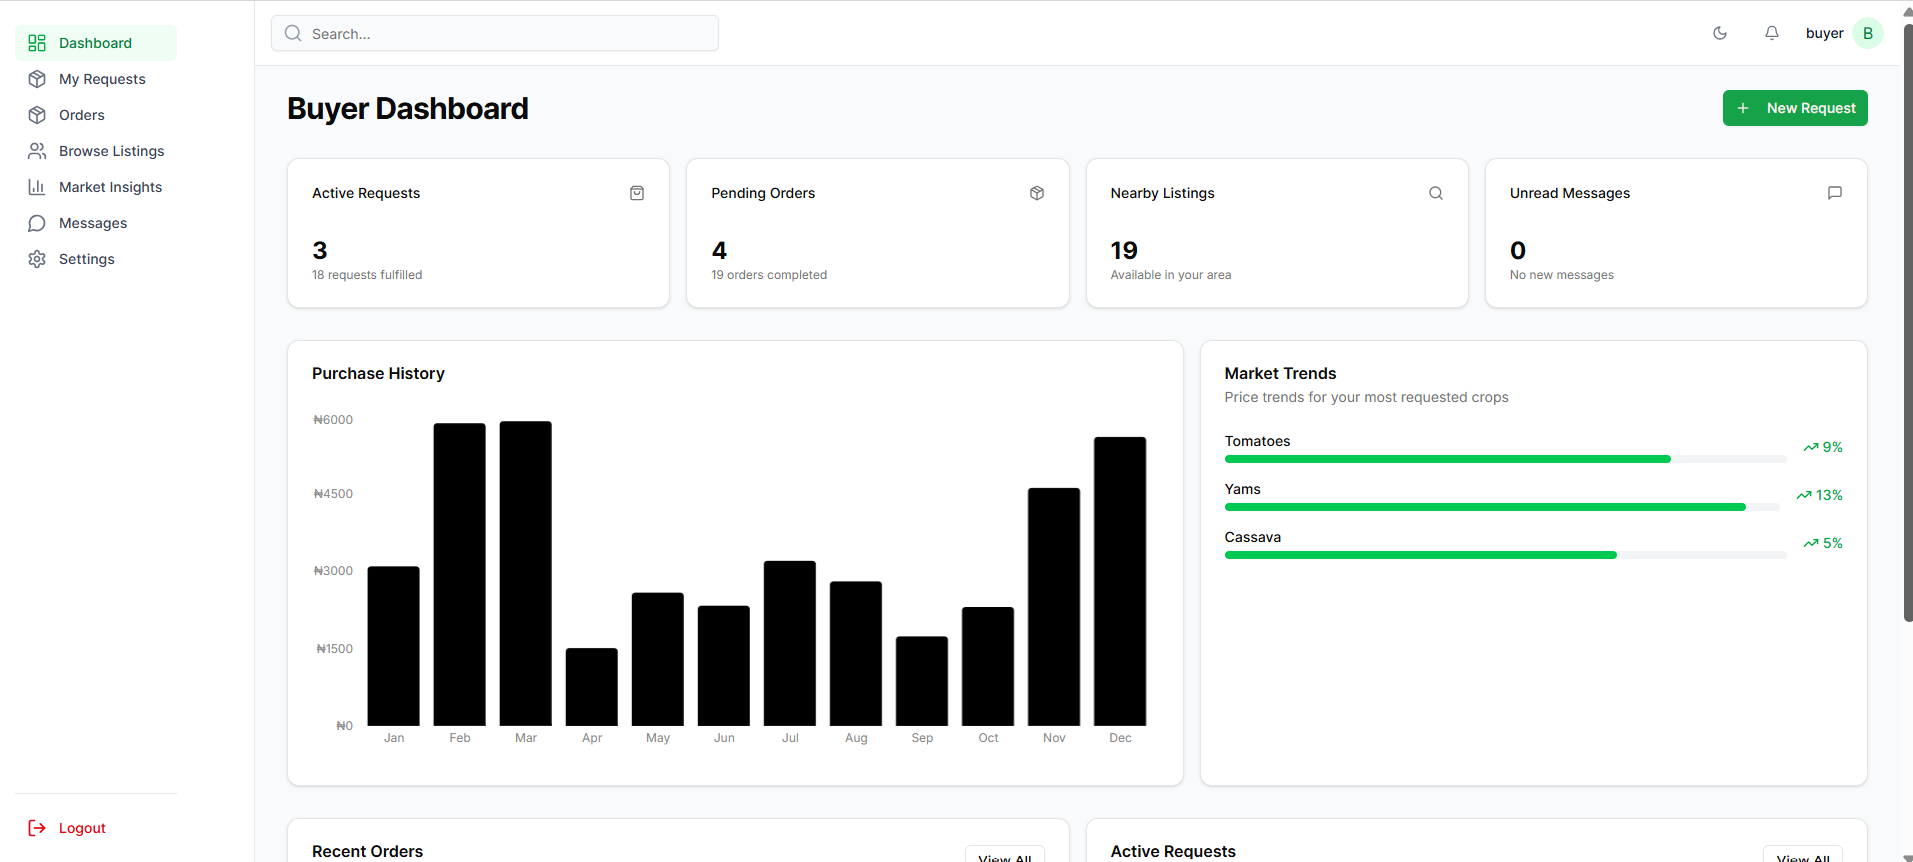 Dashboard
My Requests
Orders
Browse Listings
Market Insights
Messages
Settings
Logout
Search...
buyer B
Buyer Dashboard
New Request
Active Requests
3
18 requests fulfilled
Pending Orders
4
19 orders completed
Nearby Listings
19
Available in your area
Unread Messages
0
No new messages
Purchase History
₦6000
₦4500
₦3000
₦1500
₦0
Jan Feb Mar Apr May Jun Jul Aug Sep Oct Nov Dec
Market Trends
Price trends for your most requested crops
Tomatoes
9%
Yams
13%
Cassava
5%
Recent Orders
View All
Active Requests
View All